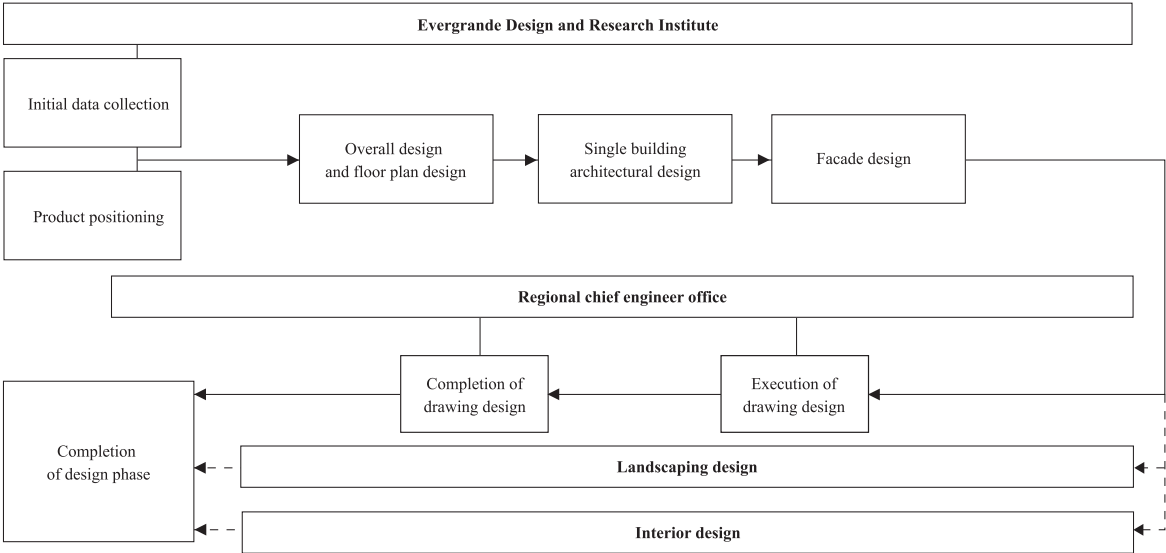 Evergrande Design and Research Institute
Initial data collection
Product positioning
Overall design
and floor plan design
Single building
architectural design
Facade design
Regional chief engineer office
Completion of
drawing design
Execution of
drawing design
Completion
of design phase
Landscaping design
Interior design